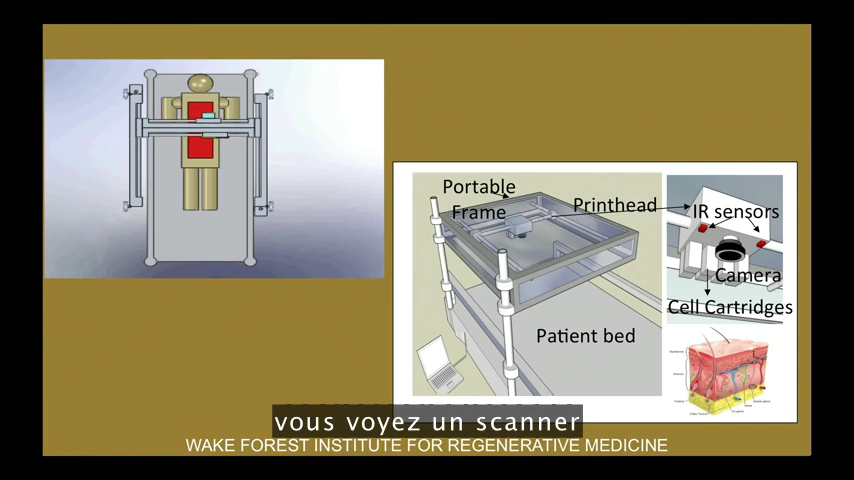 Portable
Frame
Printhead
IR sensors
Camera
Cell Cartridges
Patient bed
vous voyez un scanner
WAKE FOREST INSTITUTE FOR REGENERATIVE MEDICINE